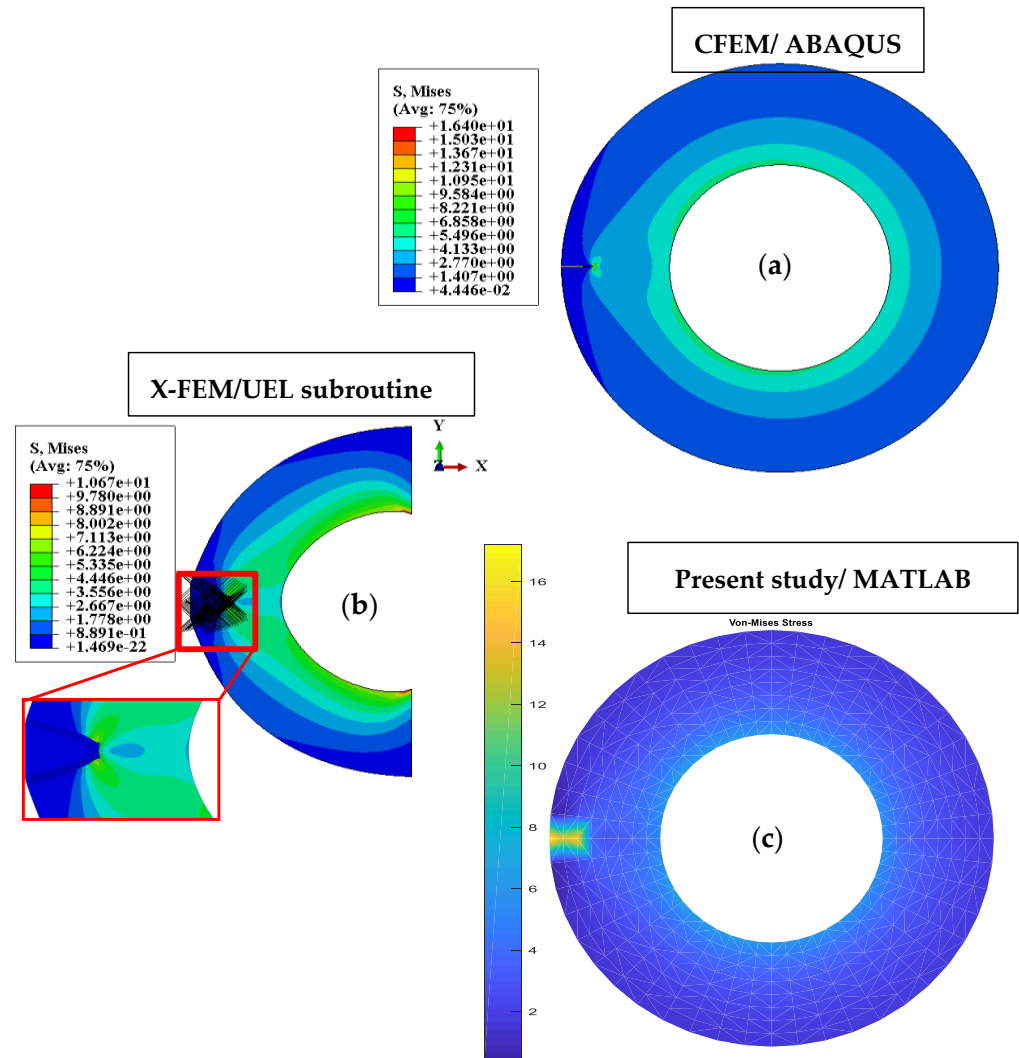 CFEM/ ABAQUS
S, Mises
(Avg: 75%)
+1.640e+01
+1.503e+01
+1.367e+01
+1.231e+01
+1.095e+01
+9.584e+00
+8.221e+00
+6.858e+00
+5.496e+00
+4.133e+00
+2.770e+00
+1.407e+00
+4.446e-02
(a)
X-FEM/UEL subroutine
Y
Z
X
S, Mises
(Avg: 75%)
+1.067e+01
+9.780e+00
+8.891e+00
+8.002e+00
+7.113e+00
+6.224e+00
+5.335e+00
+4.446e+00
+3.556e+00
+2.667e+00
+1.778e+00
+8.891e-01
+1.469e-22
(b)
Present study/ MATLAB
Von-Mises Stress
16
14
12
10
8
6
4
2
(c)